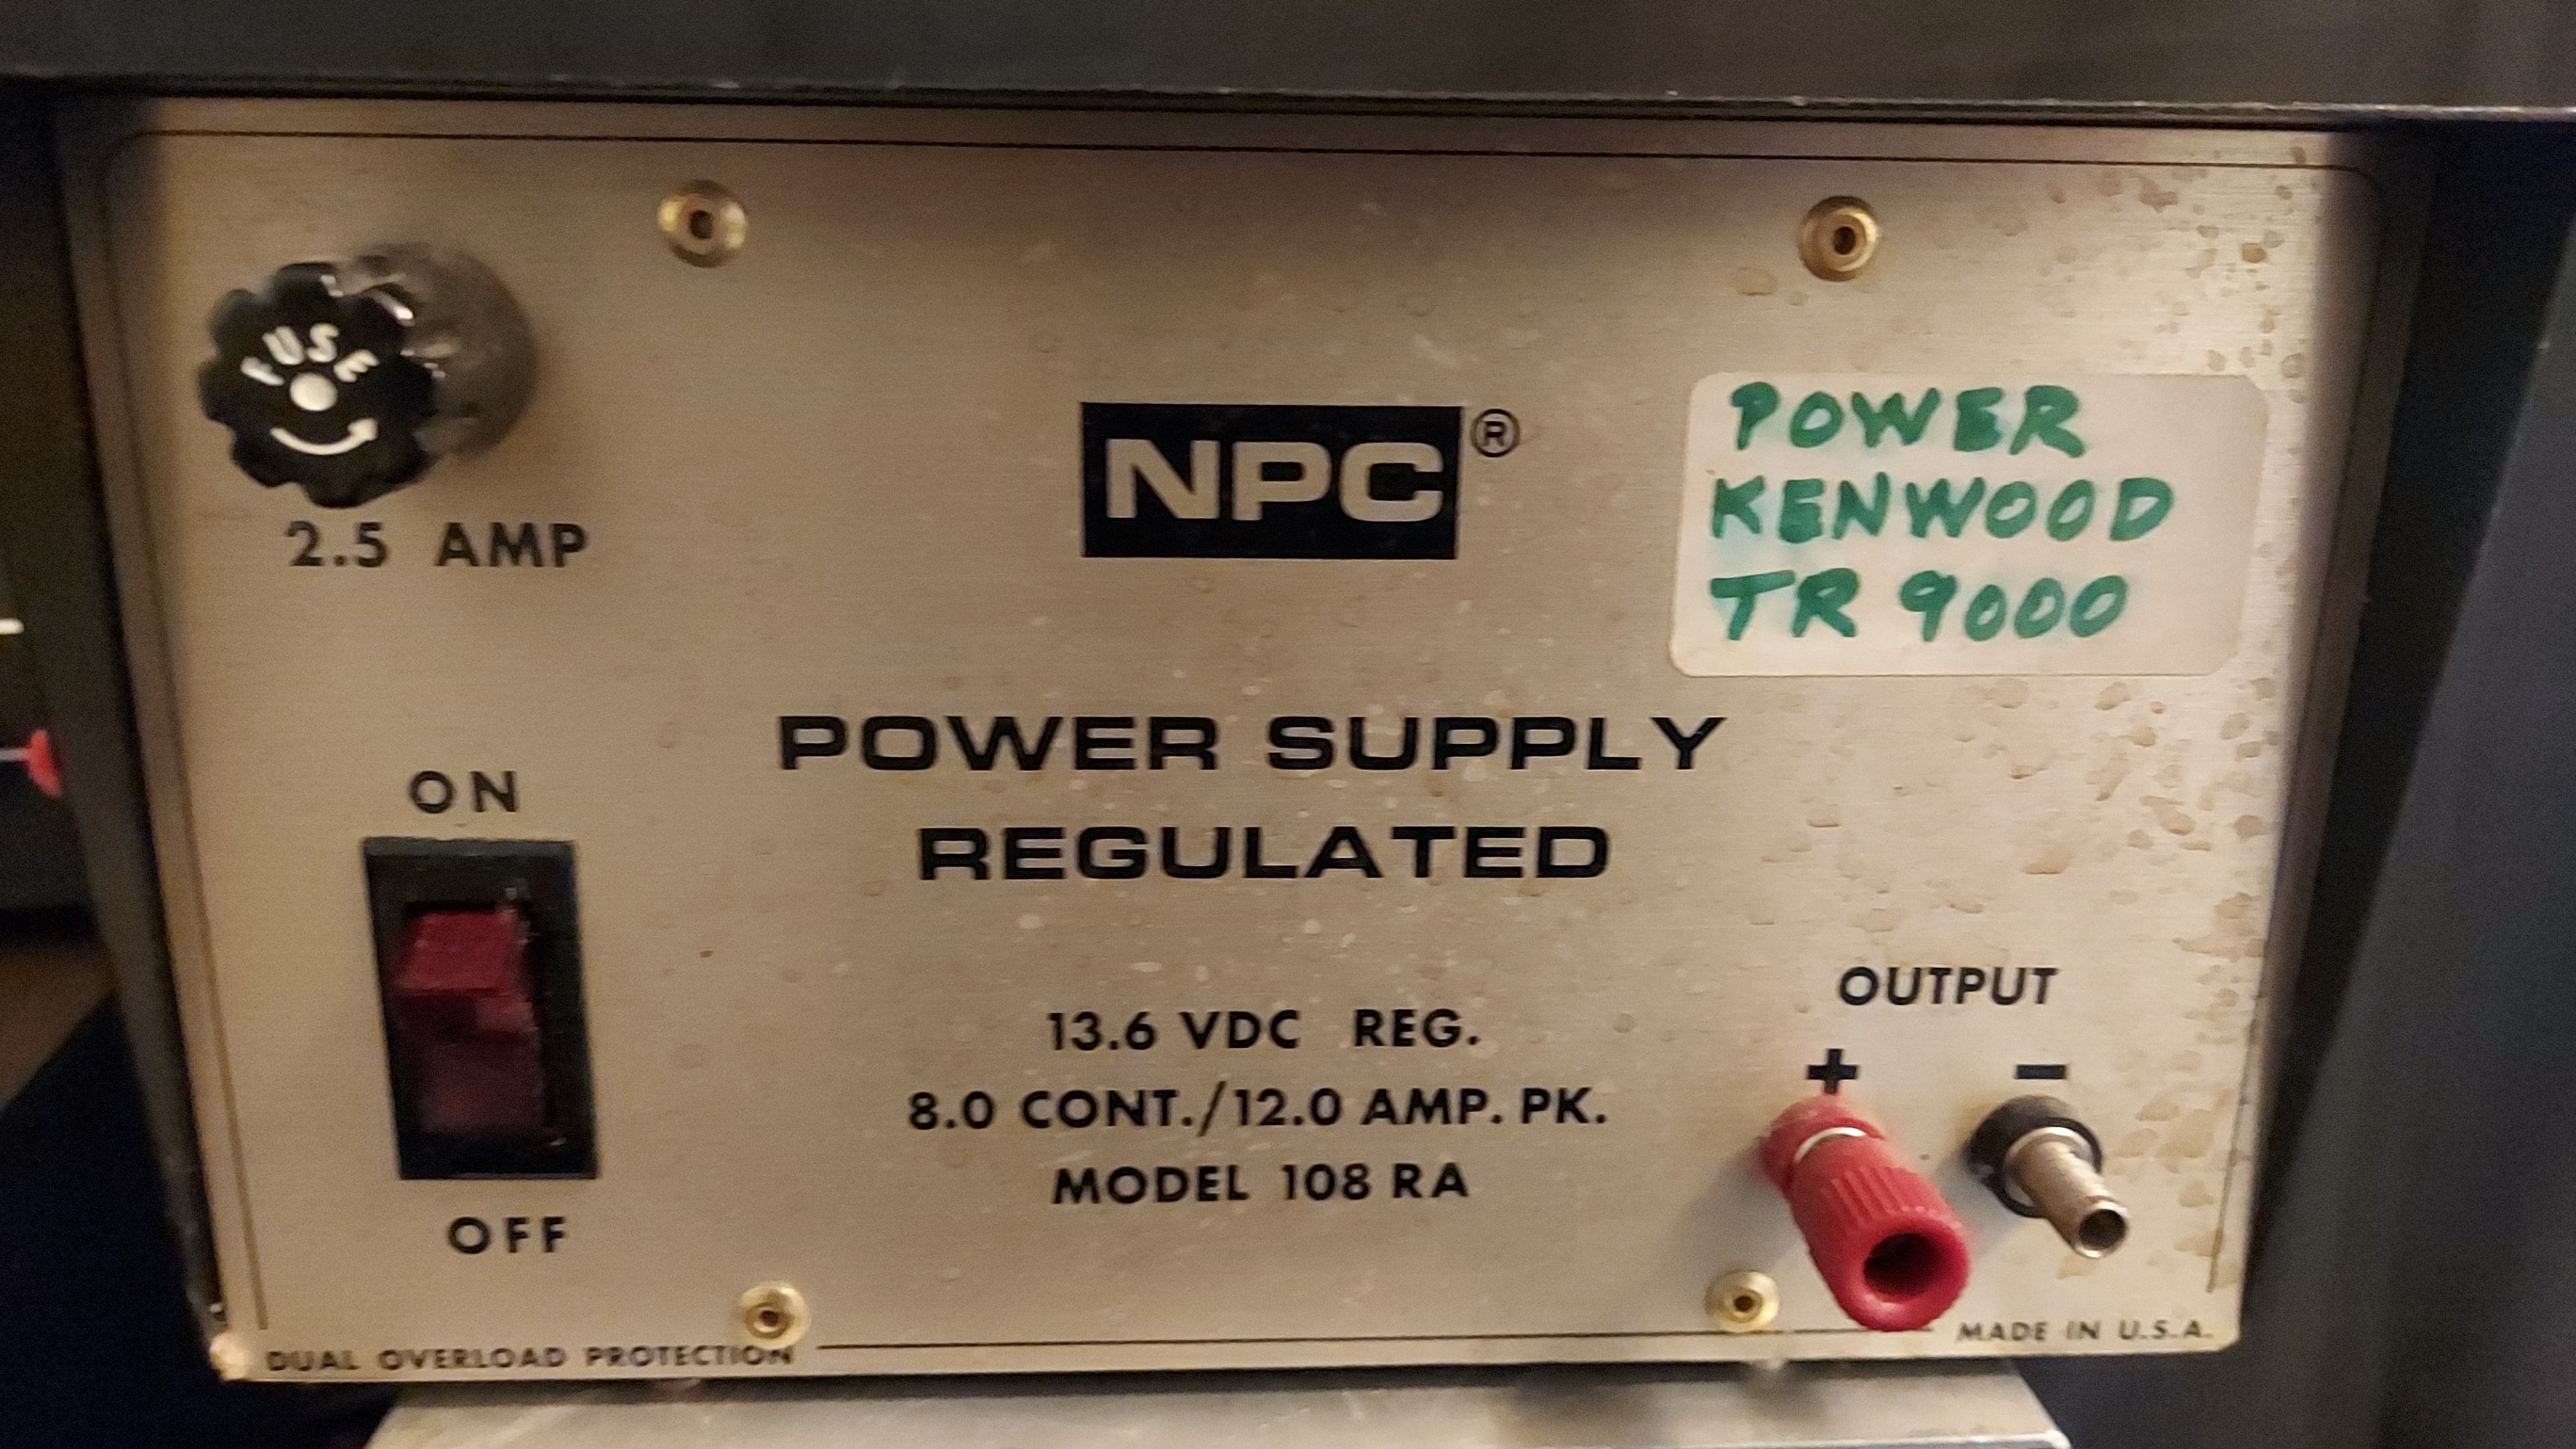 FUSE
2.5 AMP
NPC®
POWER
KENWOOD
TR 9000
POWER SUPPLY
REGULATED
ON
OFF
13.6 VDC REG.
8.0 CONT./12.0 AMP. PK.
MODEL 108 RA
OUTPUT
+ −
DUAL OVERLOAD PROTECTION
MADE IN U.S.A.